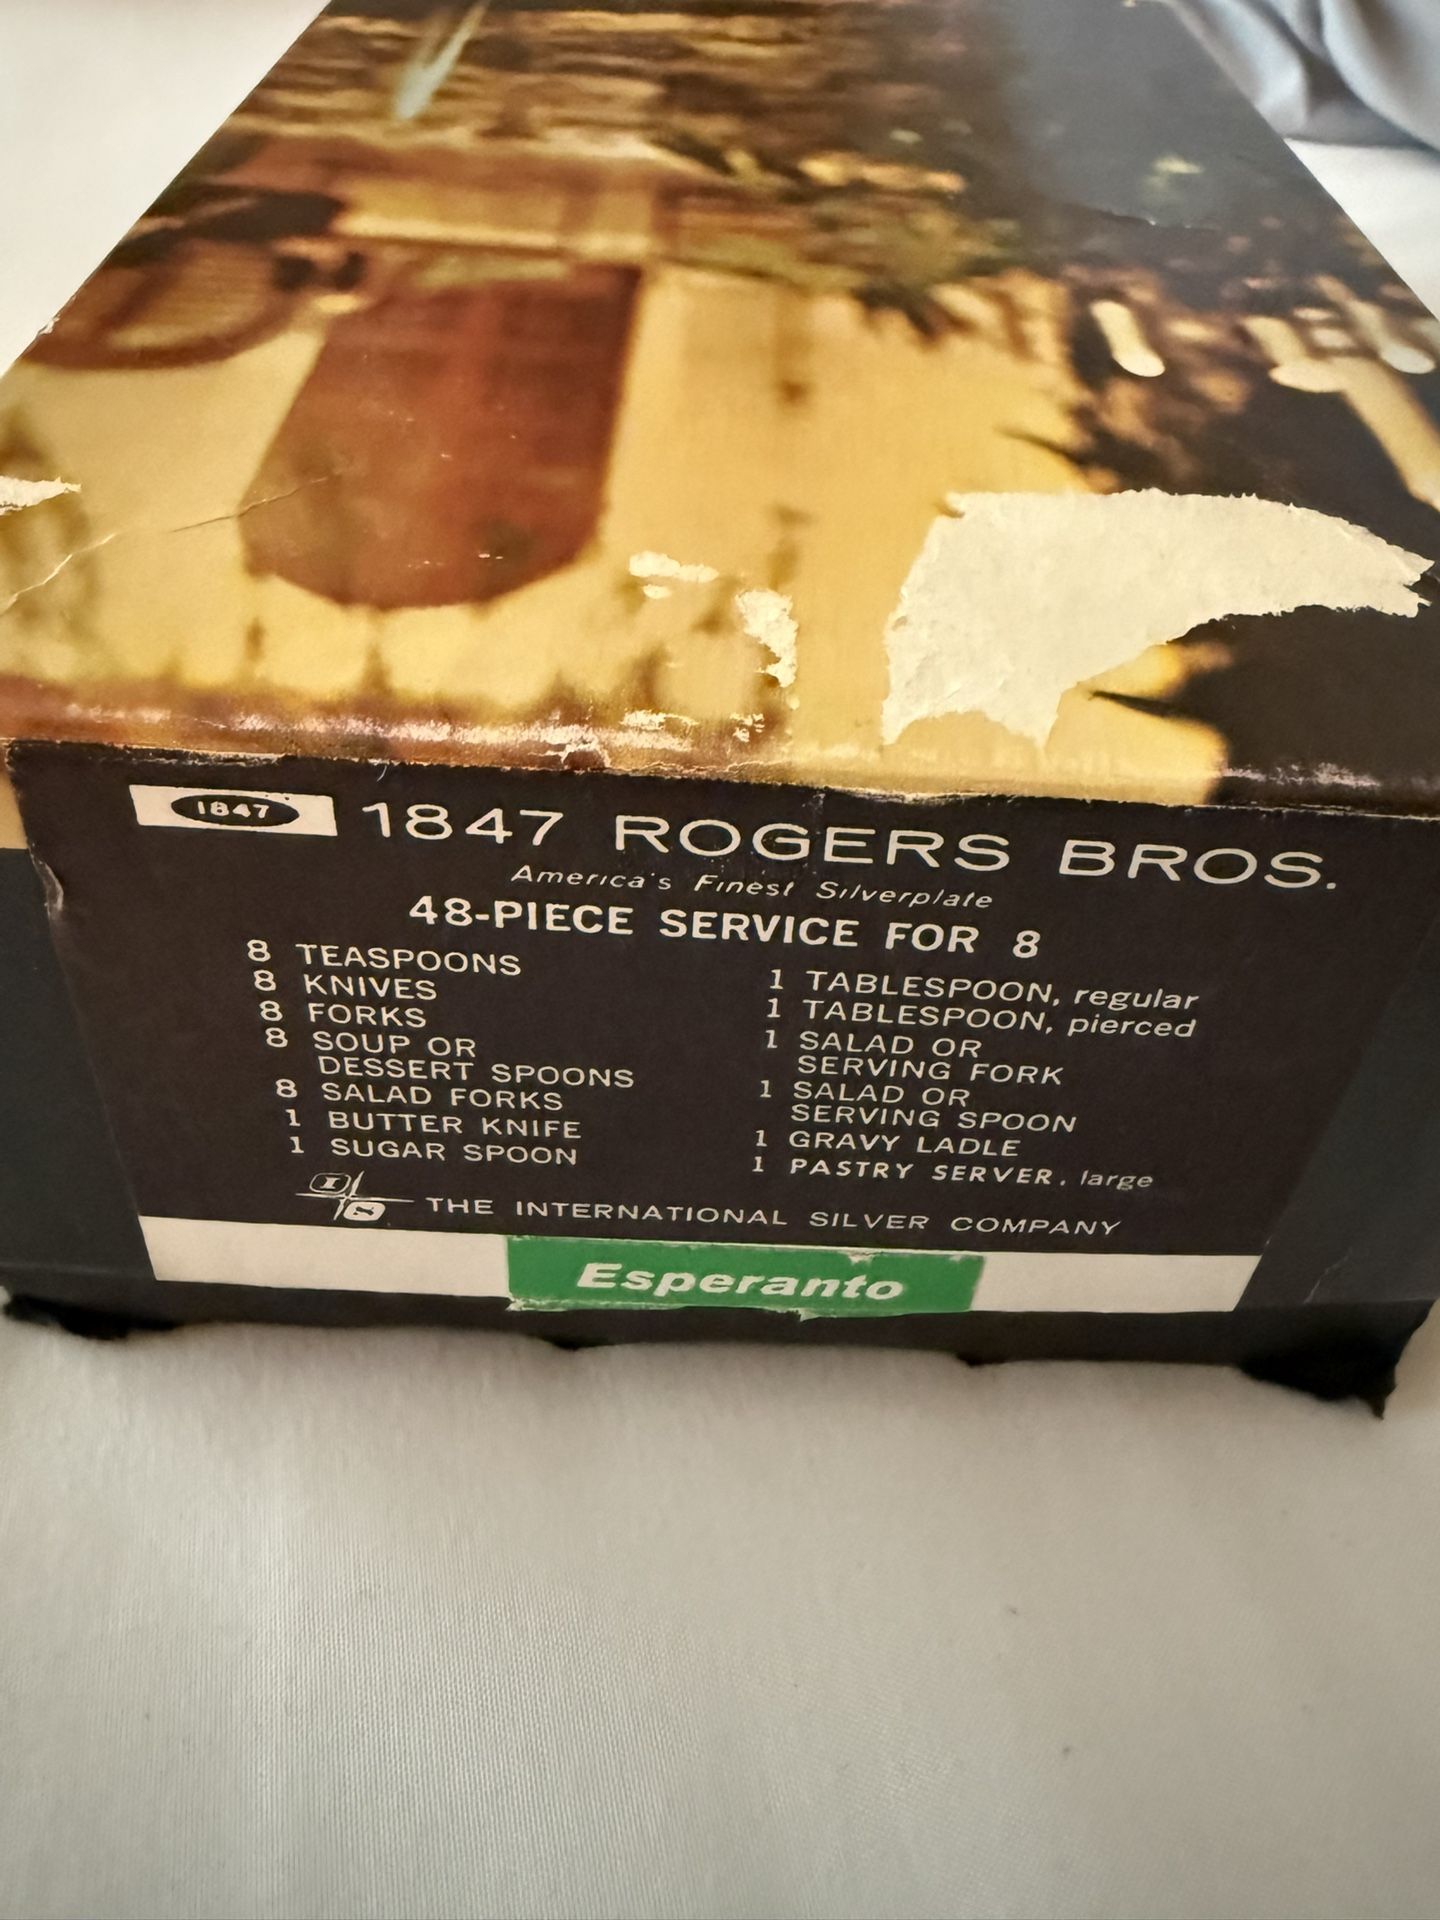 1847
1847 ROGERS BROS.
America's Finest Silverplate
48-PIECE SERVICE FOR 8
8 TEASPOONS
8 KNIVES
8 FORKS
8 SOUP OR
DESSERT SPOONS
8 SALAD FORKS
1 BUTTER KNIFE
1 SUGAR SPOON
1 TABLESPOON, regular
1 TABLESPOON, pierced
1 SALAD OR
SERVING FORK
1 SALAD OR
SERVING SPOON
1 GRAVY LADLE
1 PASTRY SERVER, large
I S
THE INTERNATIONAL SILVER COMPANY
Esperanto